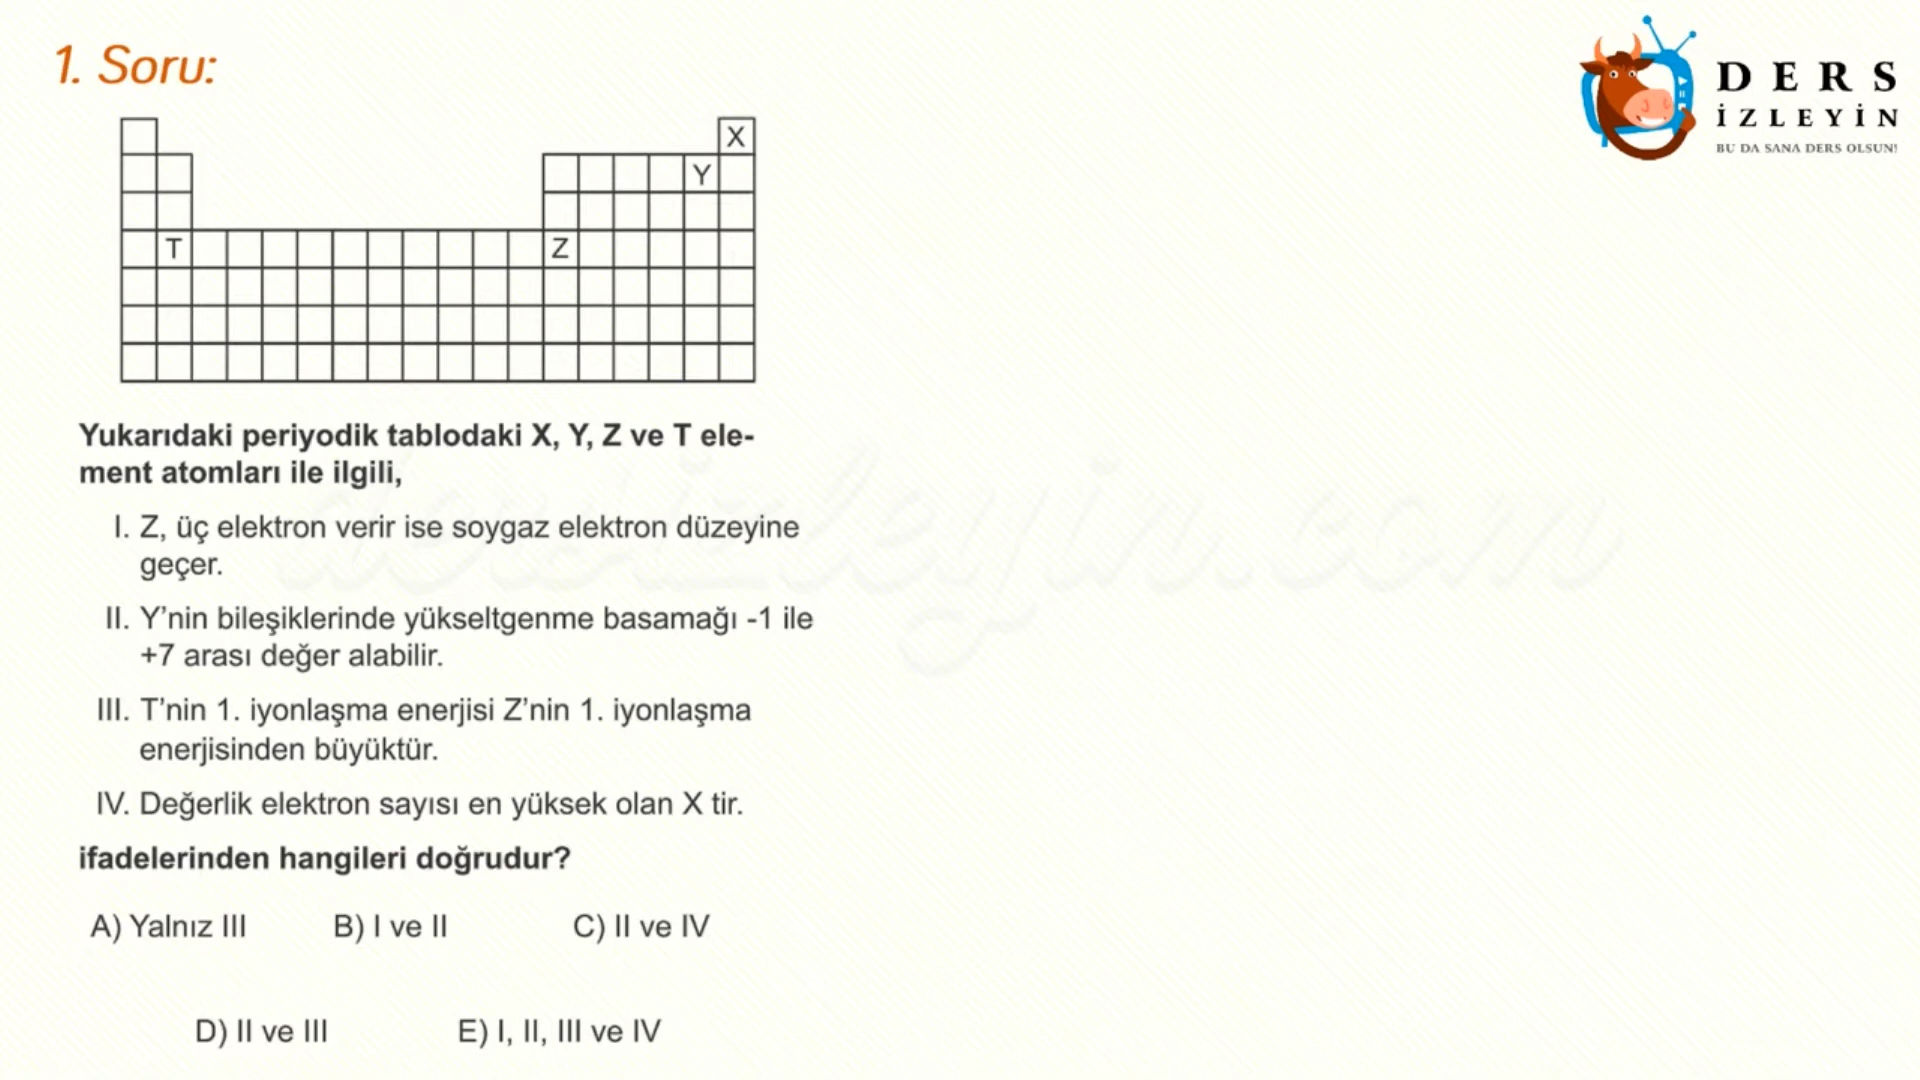 1. Soru:
DERS
İZLEYİN
BU DA SANA DERS OLSUN!
X
Y
T
Z
Yukarıdaki periyodik tablodaki X, Y, Z ve T ele-
ment atomları ile ilgili,
I. Z, üç elektron verir ise soygaz elektron düzeyine
geçer.
II. Y’nin bileşiklerinde yükseltgenme basamağı -1 ile
+7 arası değer alabilir.
III. T’nin 1. iyonlaşma enerjisi Z’nin 1. iyonlaşma
enerjisinden büyüktür.
IV. Değerlik elektron sayısı en yüksek olan X tir.
ifadelerinden hangileri doğrudur?
A) Yalnız III B) I ve II C) II ve IV
D) II ve III E) I, II, III ve IV
dersizleyin.com